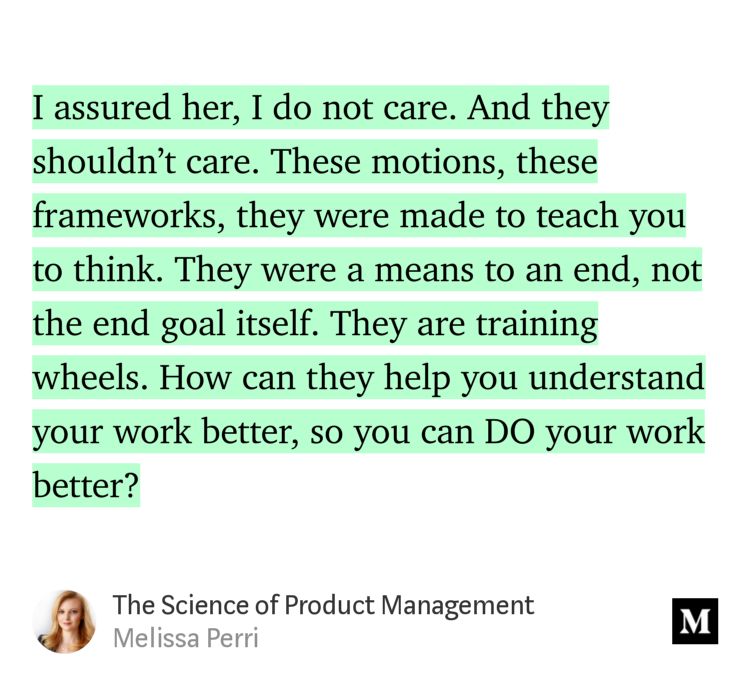 I assured her, I do not care. And they
shouldn’t care. These motions, these
frameworks, they were made to teach you
to think. They were a means to an end, not
the end goal itself. They are training
wheels. How can they help you understand
your work better, so you can DO your work
better?
The Science of Product Management
Melissa Perri
M